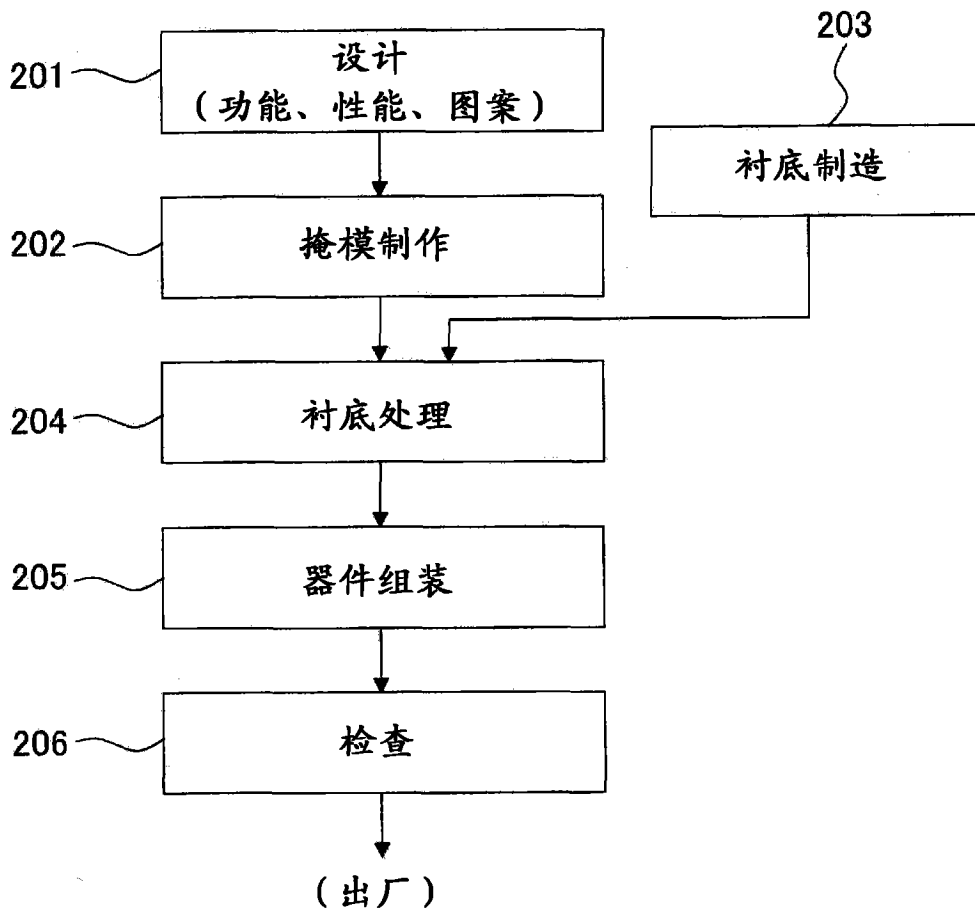 203
201
设计
(功能、性能、图案)
衬底制造
202
掩模制作
204
衬底处理
205
器件组装
206
检查
(出厂)